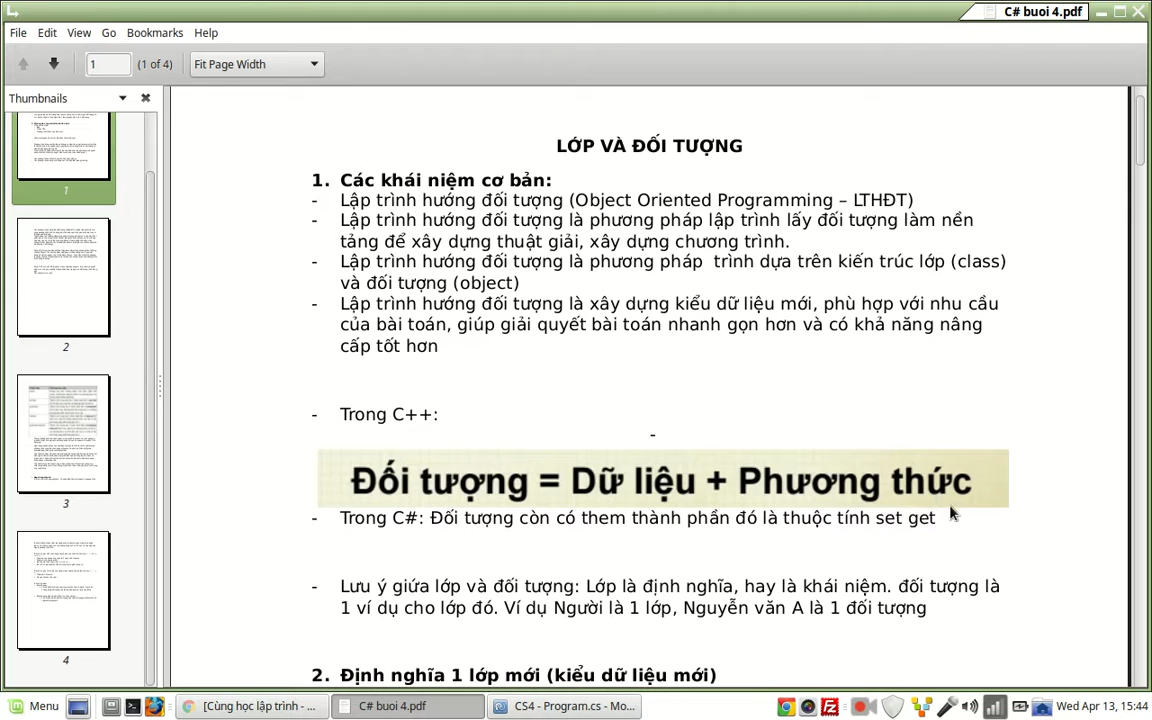 C# buoi 4.pdf
File Edit View Go Bookmarks Help
1 (1 of 4) Fit Page Width
Thumbnails
1
2
3
4
LỚP VÀ ĐỐI TƯỢNG
1. Các khái niệm cơ bản:
- Lập trình hướng đối tượng (Object Oriented Programming – LTHĐT)
- Lập trình hướng đối tượng là phương pháp lập trình lấy đối tượng làm nền
tảng để xây dựng thuật giải, xây dựng chương trình.
- Lập trình hướng đối tượng là phương pháp trình dựa trên kiến trúc lớp (class)
và đối tượng (object)
- Lập trình hướng đối tượng là xây dựng kiểu dữ liệu mới, phù hợp với nhu cầu
của bài toán, giúp giải quyết bài toán nhanh gọn hơn và có khả năng nâng
cấp tốt hơn
- Trong C++:
-
Đối tượng = Dữ liệu + Phương thức
- Trong C#: Đối tượng còn có them thành phần đó là thuộc tính set get
- Lưu ý giữa lớp và đối tượng: Lớp là định nghĩa, hay là khái niệm. đối tượng là
1 ví dụ cho lớp đó. Ví dụ Người là 1 lớp, Nguyễn văn A là 1 đối tượng
2. Định nghĩa 1 lớp mới (kiểu dữ liệu mới)
Menu [Cùng học lập trình - ... C# buoi 4.pdf CS4 - Program.cs - Mo... Wed Apr 13, 15:44